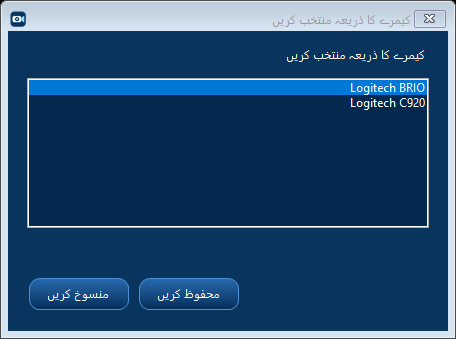 کیمرے کا ذریعہ منتخب کریں
کیمرے کا ذریعہ منتخب کریں
Logitech BRIO
Logitech C920
محفوظ کریں
منسوخ کریں